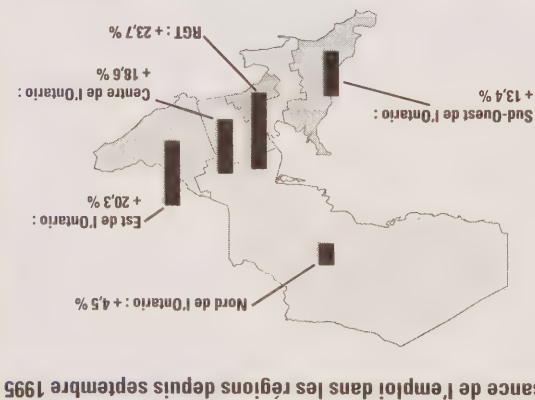 sance de l'emploi dans les régions depuis septembre 1995
Nord de l'Ontario : + 4,5 %
Est de l'Ontario :
+ 20,3 %
Sud-Ouest de l'Ontario :
+ 13,4 %
Centre de l'Ontario :
+ 18,6 %
RGT : + 23,7 %